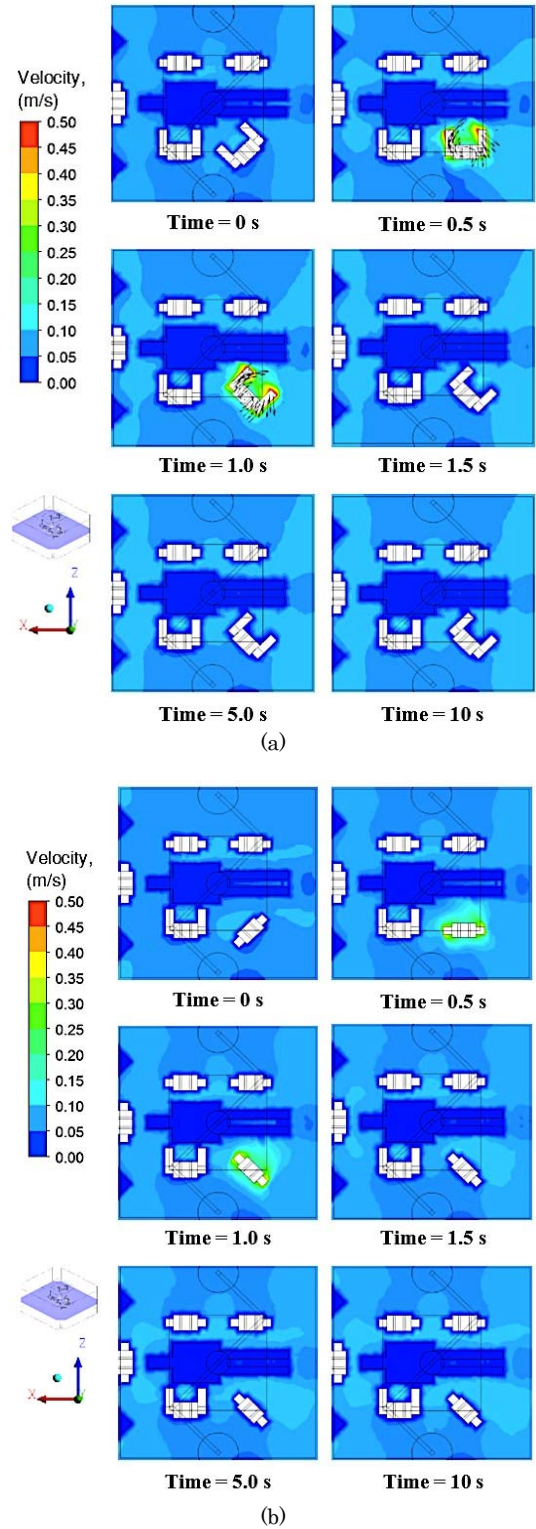 Velocity,
(m/s)
0.50
0.45
0.40
0.35
0.30
0.25
0.20
0.15
0.10
0.05
0.00
Time = 0 s
Time = 0.5 s
Time = 1.0 s
Time = 1.5 s
Z
X
Y
Time = 5.0 s
Time = 10 s
(a)
Velocity,
(m/s)
0.50
0.45
0.40
0.35
0.30
0.25
0.20
0.15
0.10
0.05
0.00
Time = 0 s
Time = 0.5 s
Time = 1.0 s
Time = 1.5 s
Z
X
Time = 5.0 s
Time = 10 s
(b)